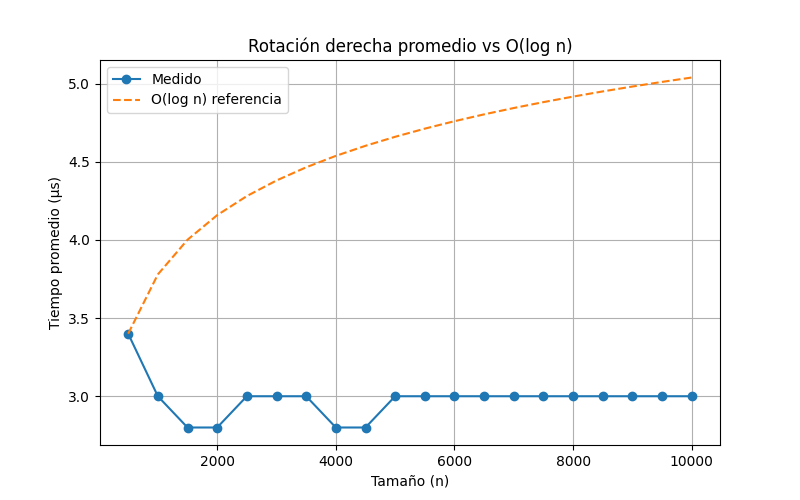 Rotación derecha promedio vs O(log n)
Medido
O(log n) referencia
Tiempo promedio (µs)
5.0
4.5
4.0
3.5
3.0
2000
4000
6000
8000
10000
Tamaño (n)